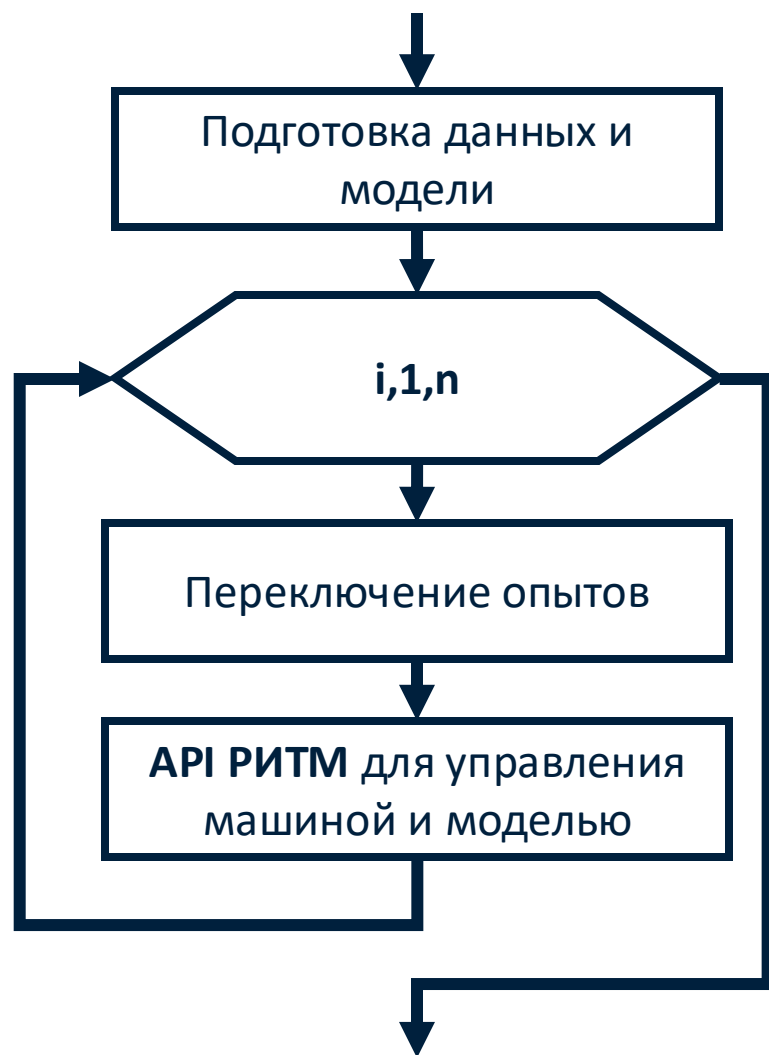 Подготовка данных и
модели
i,1,n
Переключение опытов
API РИТМ для управления
машиной и моделью